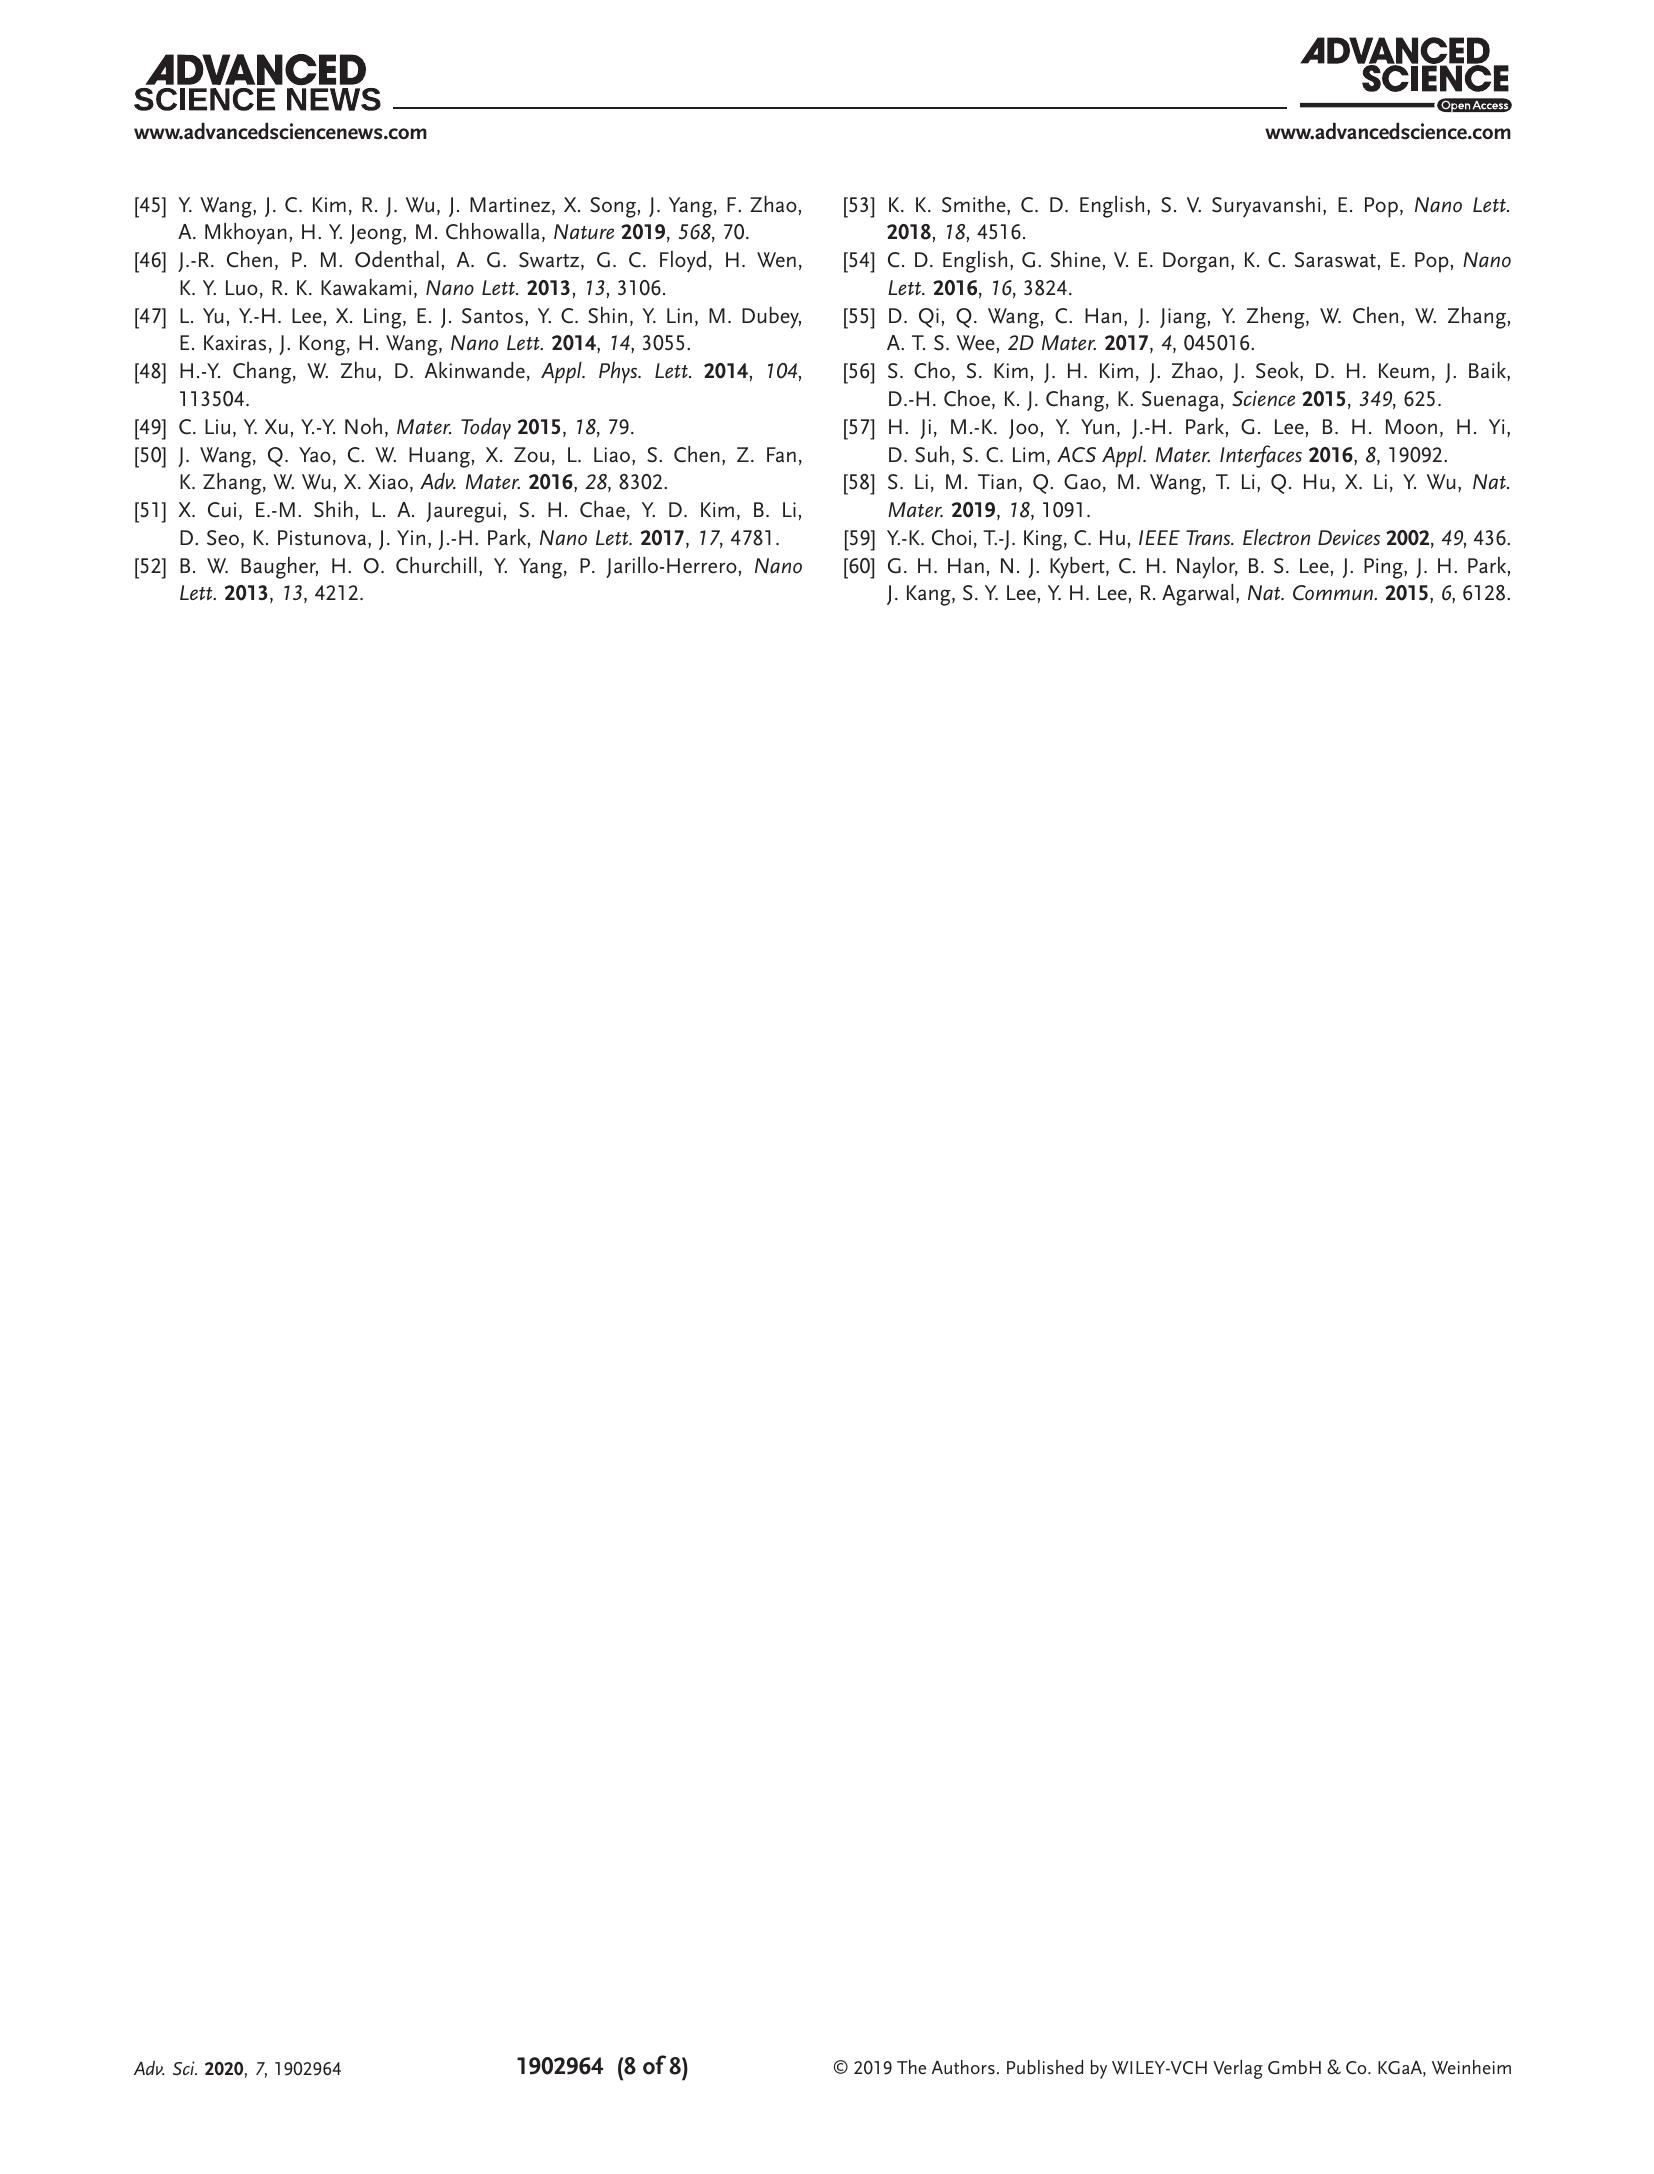 ADVANCED
SCIENCE NEWS
www.advancedsciencenews.com
ADVANCED
SCIENCE
Open Access
www.advancedscience.com
[45] Y. Wang, J. C. Kim, R. J. Wu, J. Martinez, X. Song, J. Yang, F. Zhao,
A. Mkhoyan, H. Y. Jeong, M. Chhowalla, Nature 2019, 568, 70.
[46] J.-R. Chen, P. M. Odenthal, A. G. Swartz, G. C. Floyd, H. Wen,
K. Y. Luo, R. K. Kawakami, Nano Lett. 2013, 13, 3106.
[47] L. Yu, Y.-H. Lee, X. Ling, E. J. Santos, Y. C. Shin, Y. Lin, M. Dubey,
E. Kaxiras, J. Kong, H. Wang, Nano Lett. 2014, 14, 3055.
[48] H.-Y. Chang, W. Zhu, D. Akinwande, Appl. Phys. Lett. 2014, 104,
113504.
[49] C. Liu, Y. Xu, Y.-Y. Noh, Mater. Today 2015, 18, 79.
[50] J. Wang, Q. Yao, C. W. Huang, X. Zou, L. Liao, S. Chen, Z. Fan,
K. Zhang, W. Wu, X. Xiao, Adv. Mater. 2016, 28, 8302.
[51] X. Cui, E.-M. Shih, L. A. Jauregui, S. H. Chae, Y. D. Kim, B. Li,
D. Seo, K. Pistunova, J. Yin, J.-H. Park, Nano Lett. 2017, 17, 4781.
[52] B. W. Baugher, H. O. Churchill, Y. Yang, P. Jarillo-Herrero, Nano
Lett. 2013, 13, 4212.
[53] K. K. Smithe, C. D. English, S. V. Suryavanshi, E. Pop, Nano Lett.
2018, 18, 4516.
[54] C. D. English, G. Shine, V. E. Dorgan, K. C. Saraswat, E. Pop, Nano
Lett. 2016, 16, 3824.
[55] D. Qi, Q. Wang, C. Han, J. Jiang, Y. Zheng, W. Chen, W. Zhang,
A. T. S. Wee, 2D Mater. 2017, 4, 045016.
[56] S. Cho, S. Kim, J. H. Kim, J. Zhao, J. Seok, D. H. Keum, J. Baik,
D.-H. Choe, K. J. Chang, K. Suenaga, Science 2015, 349, 625.
[57] H. Ji, M.-K. Joo, Y. Yun, J.-H. Park, G. Lee, B. H. Moon, H. Yi,
D. Suh, S. C. Lim, ACS Appl. Mater. Interfaces 2016, 8, 19092.
[58] S. Li, M. Tian, Q. Gao, M. Wang, T. Li, Q. Hu, X. Li, Y. Wu, Nat.
Mater. 2019, 18, 1091.
[59] Y.-K. Choi, T.-J. King, C. Hu, IEEE Trans. Electron Devices 2002, 49, 436.
[60] G. H. Han, N. J. Kybert, C. H. Naylor, B. S. Lee, J. Ping, J. H. Park,
J. Kang, S. Y. Lee, Y. H. Lee, R. Agarwal, Nat. Commun. 2015, 6, 6128.
Adv. Sci. 2020, 7, 1902964
1902964 (8 of 8)
© 2019 The Authors. Published by WILEY-VCH Verlag GmbH & Co. KGaA, Weinheim